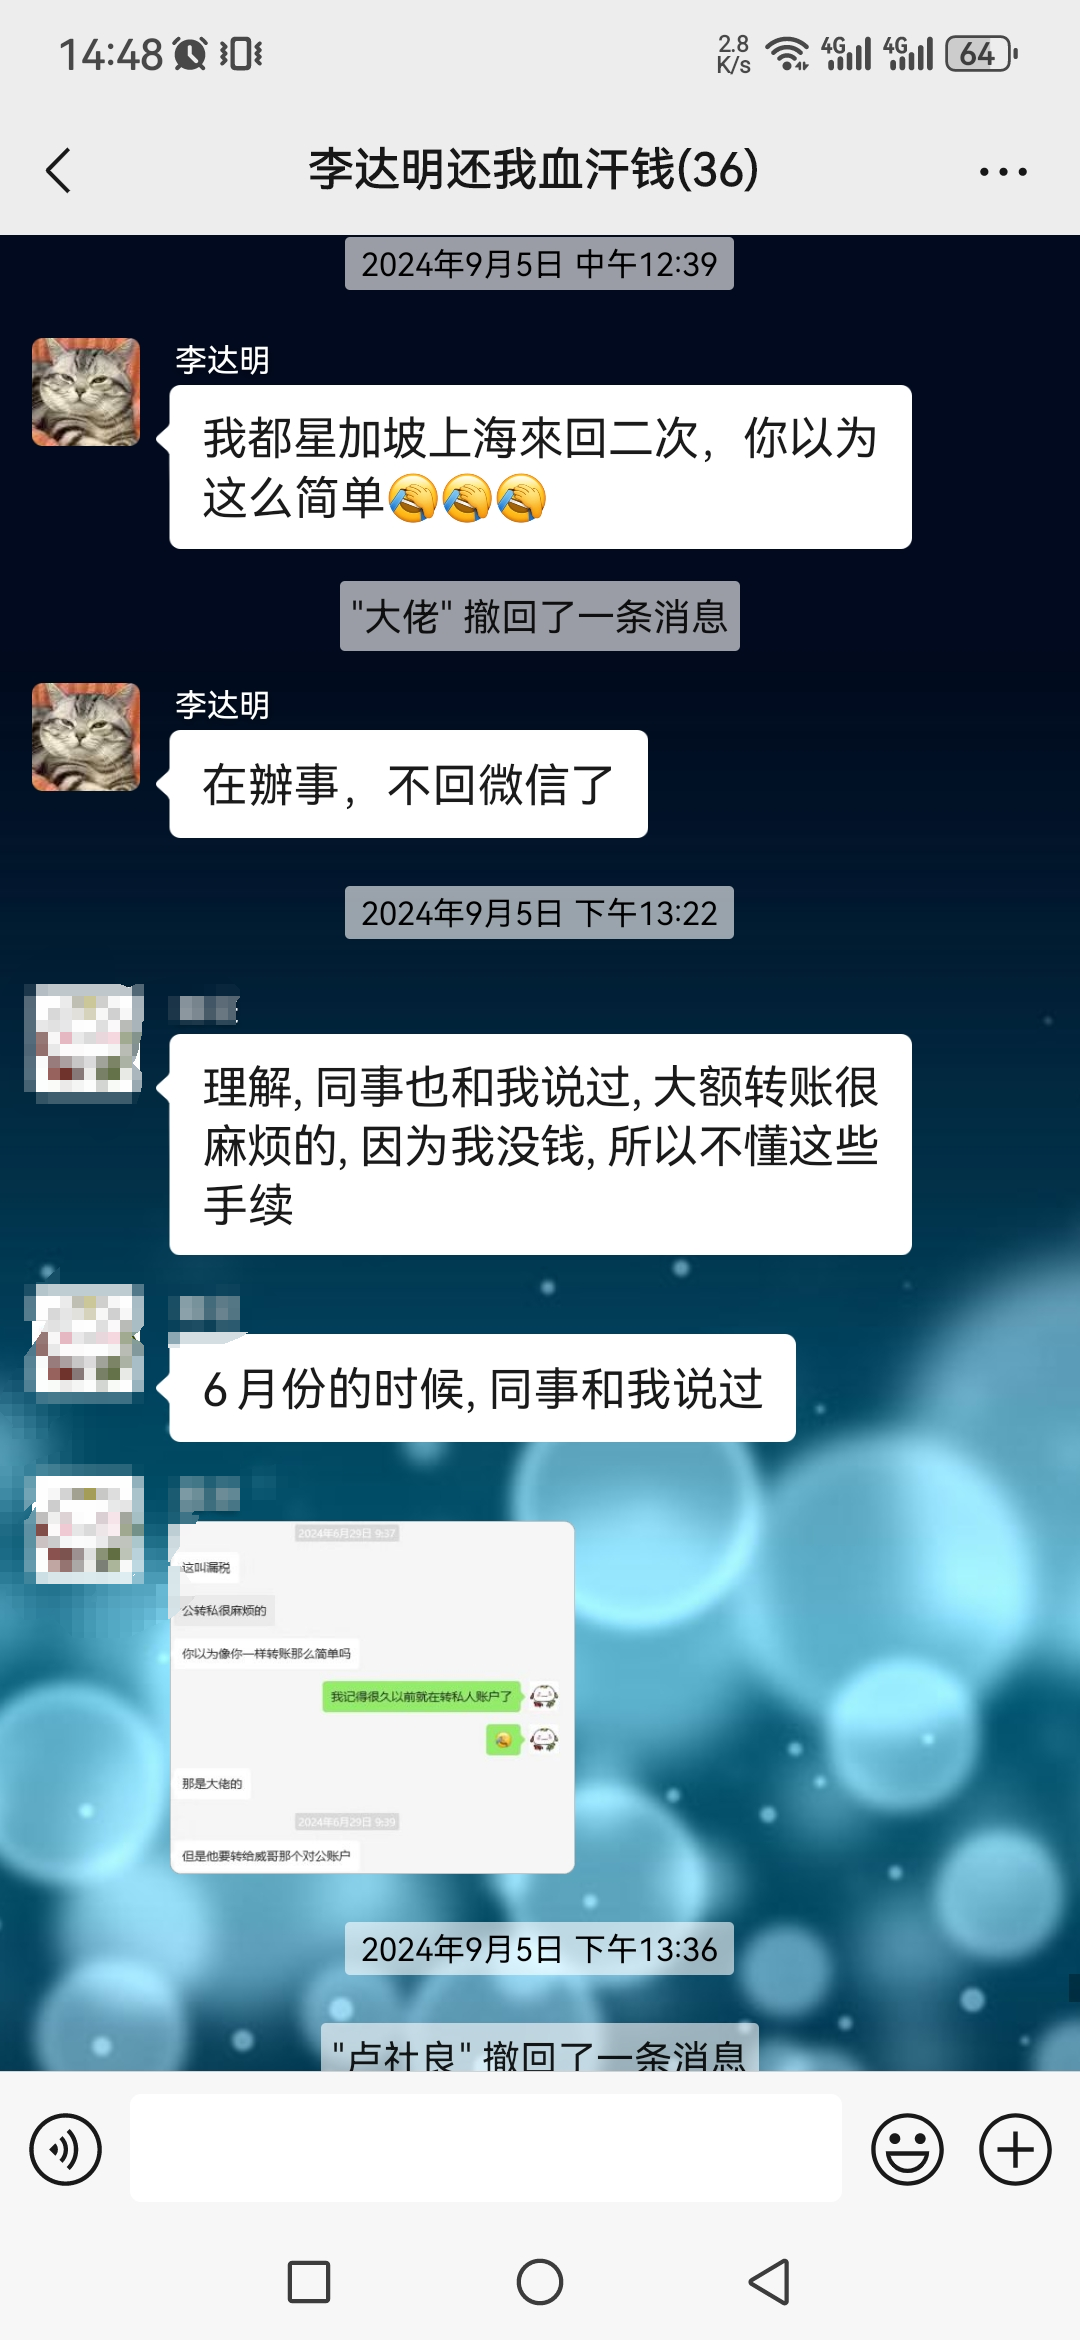 14:48
2.8
K/s
4G
4G
64
李达明还我血汗钱(36)
2024年9月5日 中午12:39
李达明
我都星加坡上海來回二次，你以为
这么简单
"大佬" 撤回了一条消息
李达明
在辦事，不回微信了
2024年9月5日 下午13:22
理解, 同事也和我说过, 大额转账很
麻烦的, 因为我没钱, 所以不懂这些
手续
6 月份的时候, 同事和我说过
2024年6月29日 9:37
这叫漏税
公转私很麻烦的
你以为像你一样转账那么简单吗
我记得很久以前就在转私人账户了
那是大佬的
2024年6月29日 9:39
但是他要转给威哥那个对公账户
2024年9月5日 下午13:36
"卢社良" 撤回了一条消息